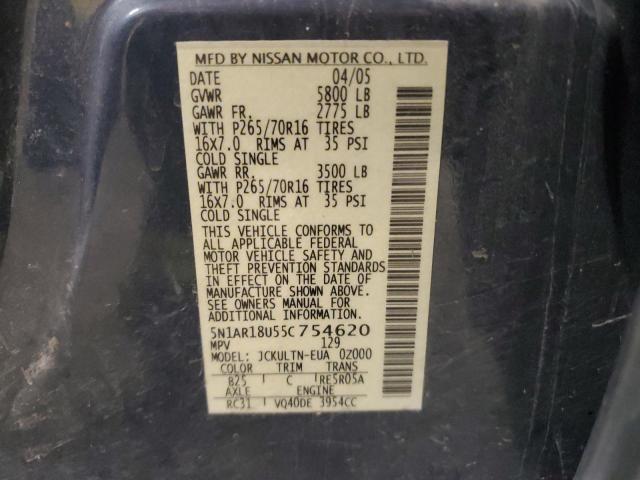 MFD BY NISSAN MOTOR CO., LTD.
DATE 04/05
GVWR 5800 LB
GAWR FR. 2775 LB
WITH P265/70R16 TIRES
16X7.0 RIMS AT 35 PSI
COLD SINGLE
GAWR RR. 3500 LB
WITH P265/70R16 TIRES
16X7.0 RIMS AT 35 PSI
COLD SINGLE
THIS VEHICLE CONFORMS TO
ALL APPLICABLE FEDERAL
MOTOR VEHICLE SAFETY AND
THEFT PREVENTION STANDARDS
IN EFFECT ON THE DATE OF
MANUFACTURE SHOWN ABOVE.
SEE OWNERS MANUAL FOR
ADDITIONAL INFORMATION.
5N1AR18U55C754620
MPV 129
MODEL: JCKULTN-EUA 0Z000
COLOR TRIM TRANS
B25 C RE5R05A
AXLE ENGINE
RC31 VQ40DE 3954CC